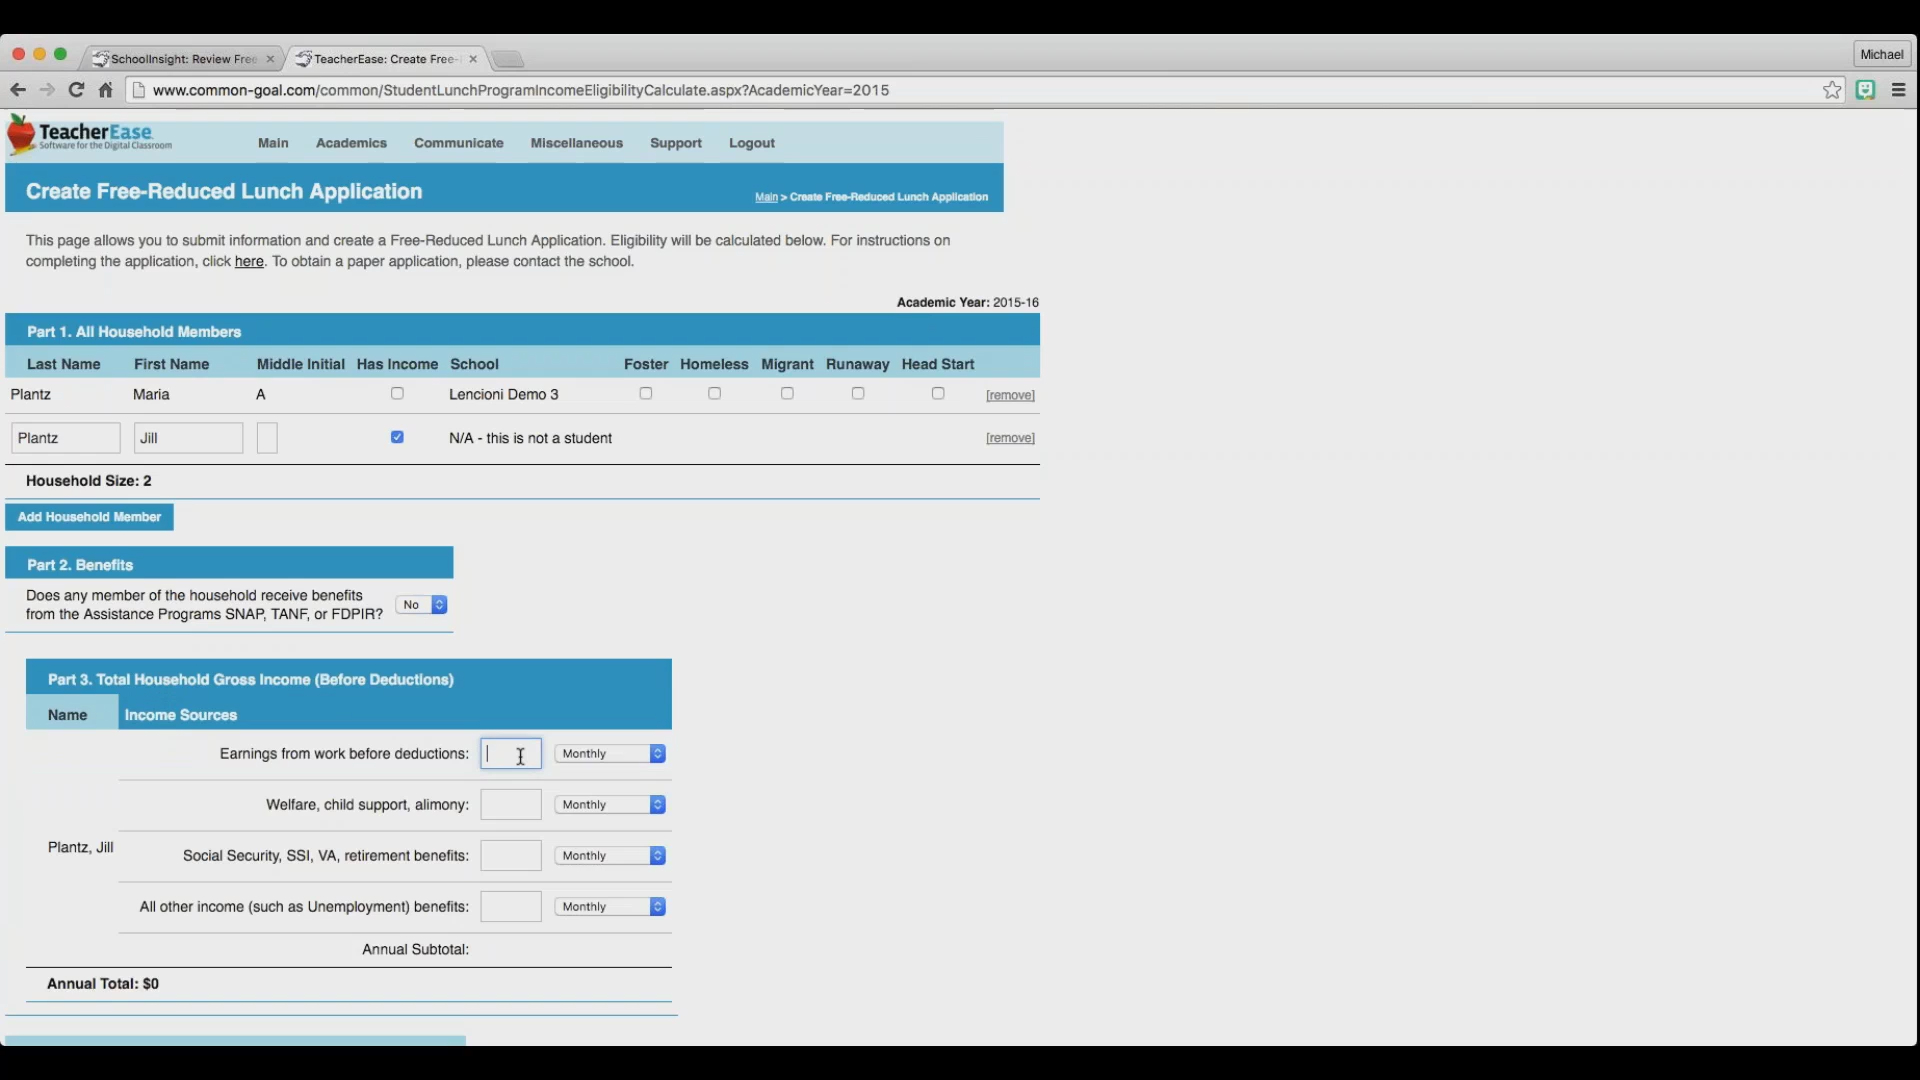 SchoolInsight: Review Free
TeacherEase: Create Free-
Michael
www.common-goal.com/common/StudentLunchProgramIncomeEligibilityCalculate.aspx?AcademicYear=2015
TeacherEase
Software for the Digital Classroom
Main Academics Communicate Miscellaneous Support Logout
Create Free-Reduced Lunch Application
Main > Create Free-Reduced Lunch Application
This page allows you to submit information and create a Free-Reduced Lunch Application. Eligibility will be calculated below. For instructions on
completing the application, click here. To obtain a paper application, please contact the school.
Academic Year: 2015-16
Part 1. All Household Members
Last Name First Name Middle Initial Has Income School Foster Homeless Migrant Runaway Head Start
Plantz Maria A Lencioni Demo 3 [remove]
Plantz Jill N/A - this is not a student [remove]
Household Size: 2
Add Household Member
Part 2. Benefits
Does any member of the household receive benefits
from the Assistance Programs SNAP, TANF, or FDPIR? No
Part 3. Total Household Gross Income (Before Deductions)
Name Income Sources
Earnings from work before deductions: Monthly
Welfare, child support, alimony: Monthly
Plantz, Jill
Social Security, SSI, VA, retirement benefits: Monthly
All other income (such as Unemployment) benefits: Monthly
Annual Subtotal:
Annual Total: $0